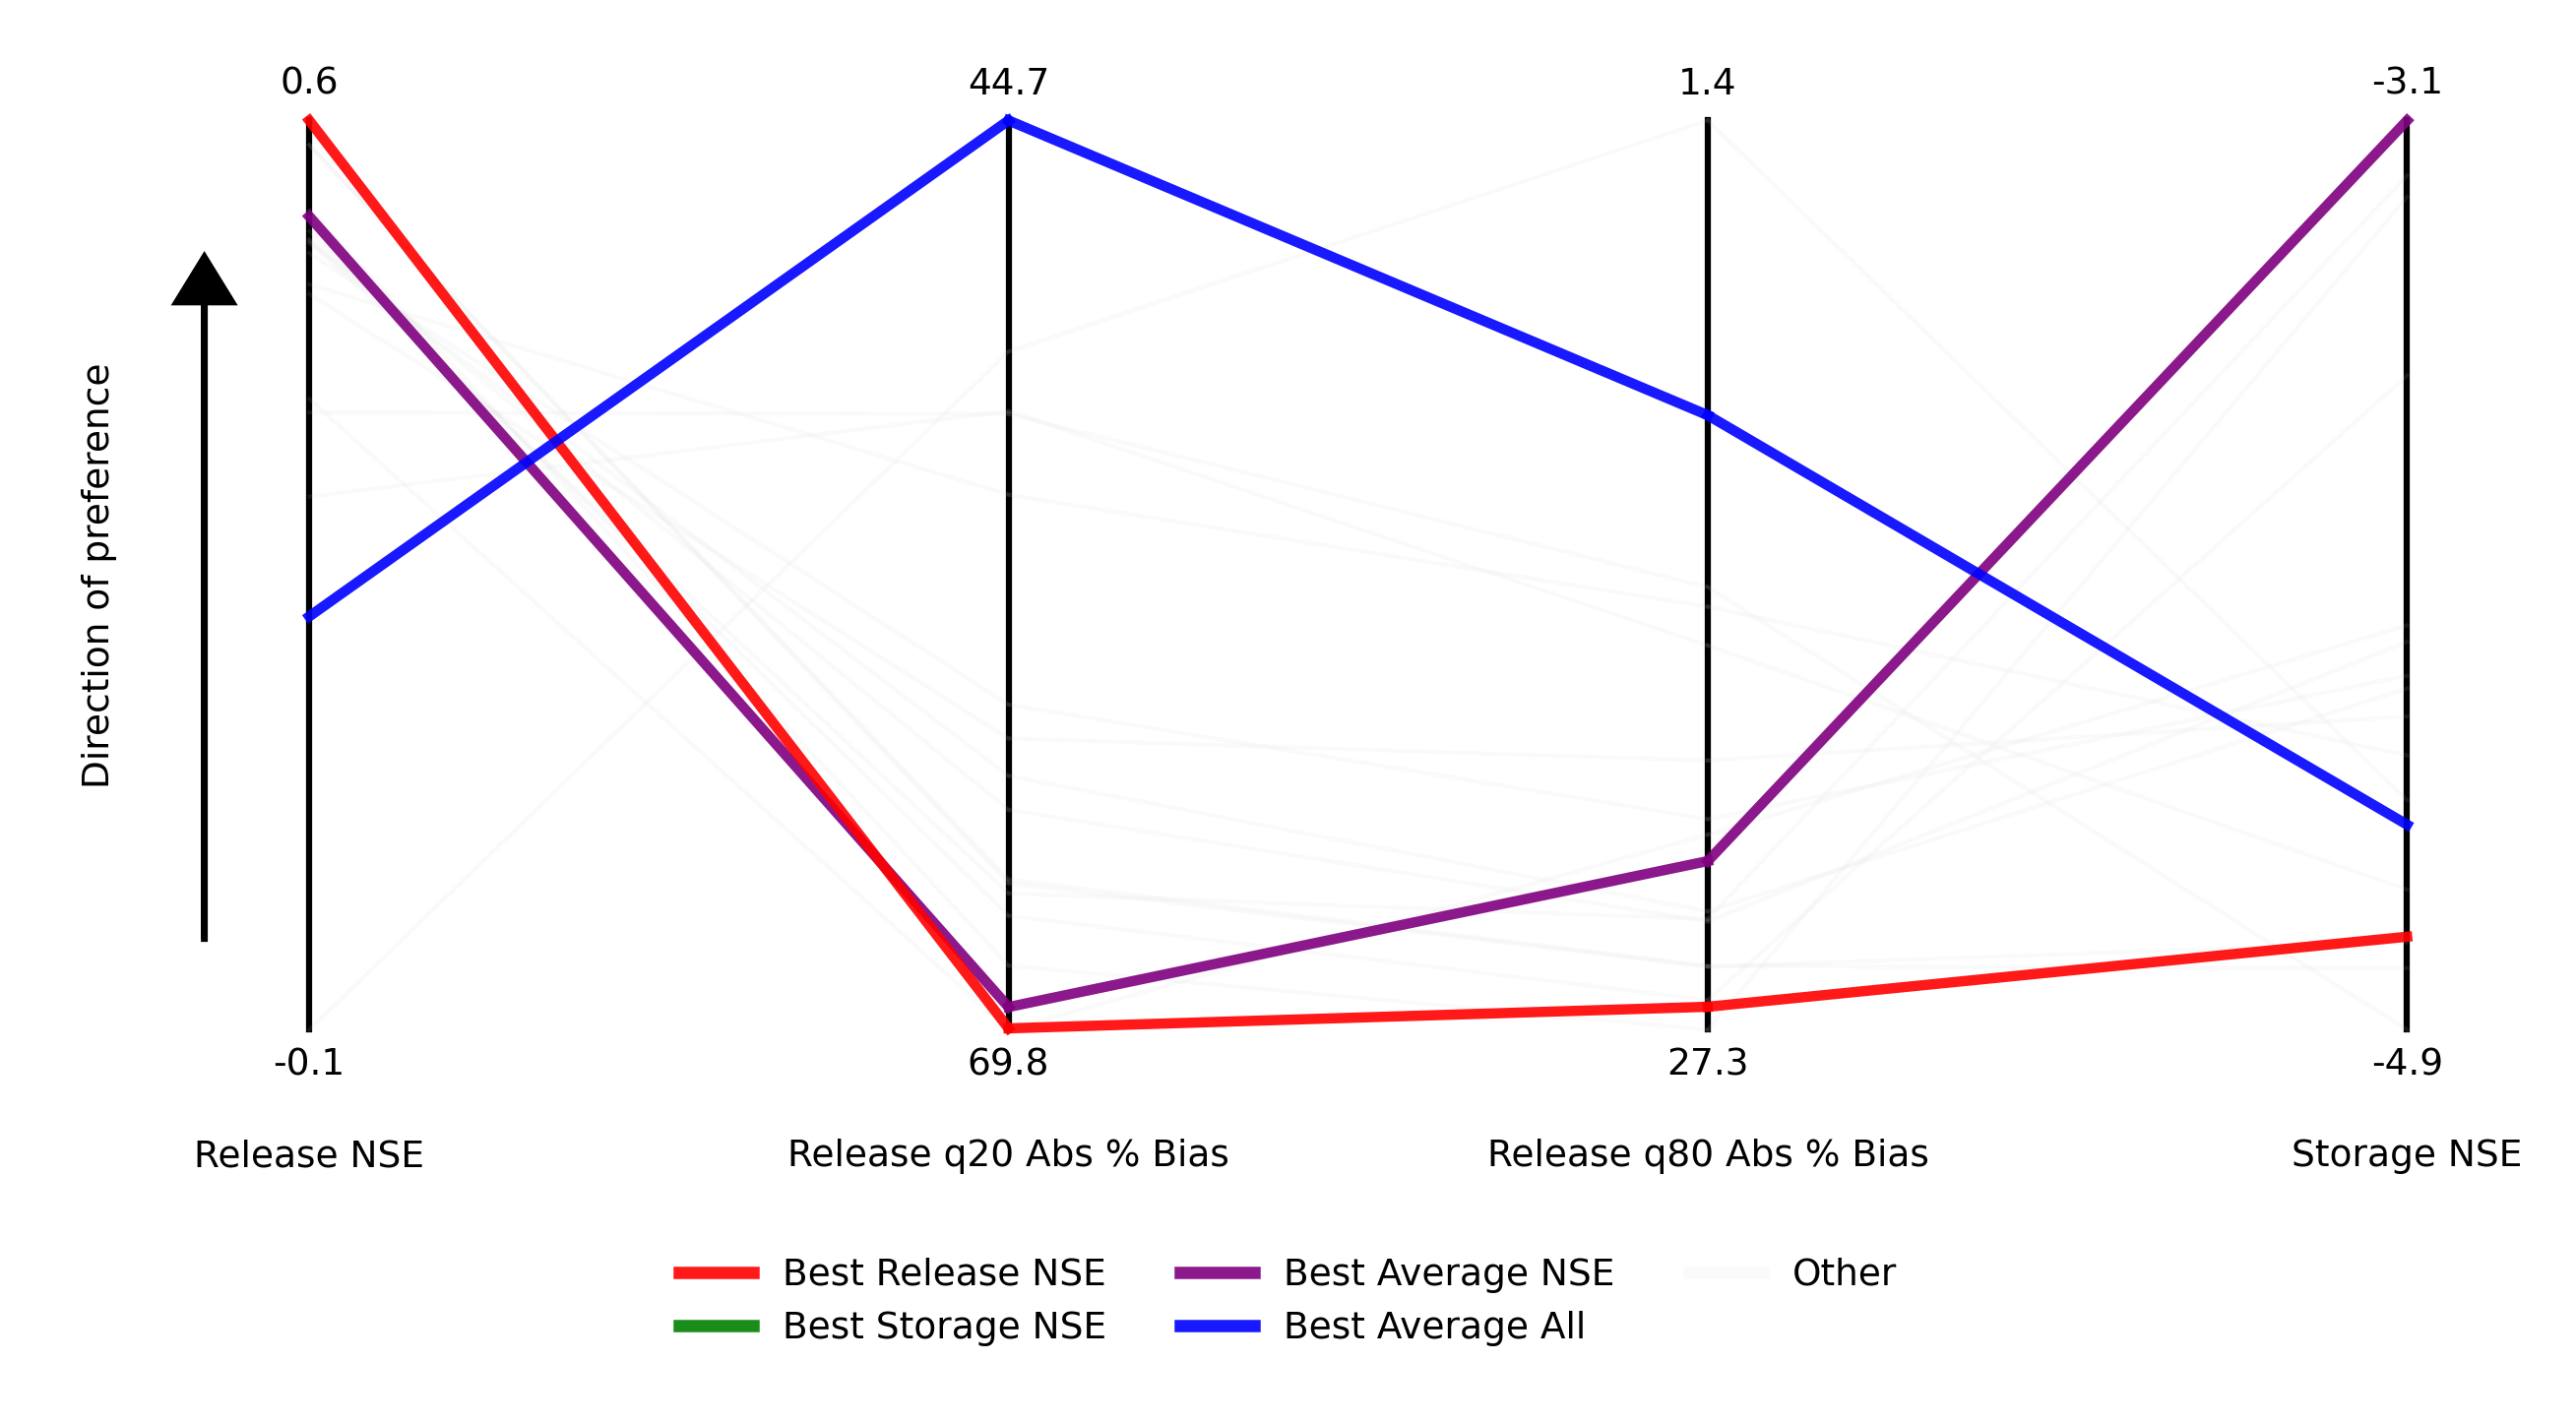 0.6
44.7
1.4
-3.1
Direction of preference
-0.1
69.8
27.3
-4.9
Release NSE
Release q20 Abs % Bias
Release q80 Abs % Bias
Storage NSE
Best Release NSE
Best Average NSE
Other
Best Storage NSE
Best Average All